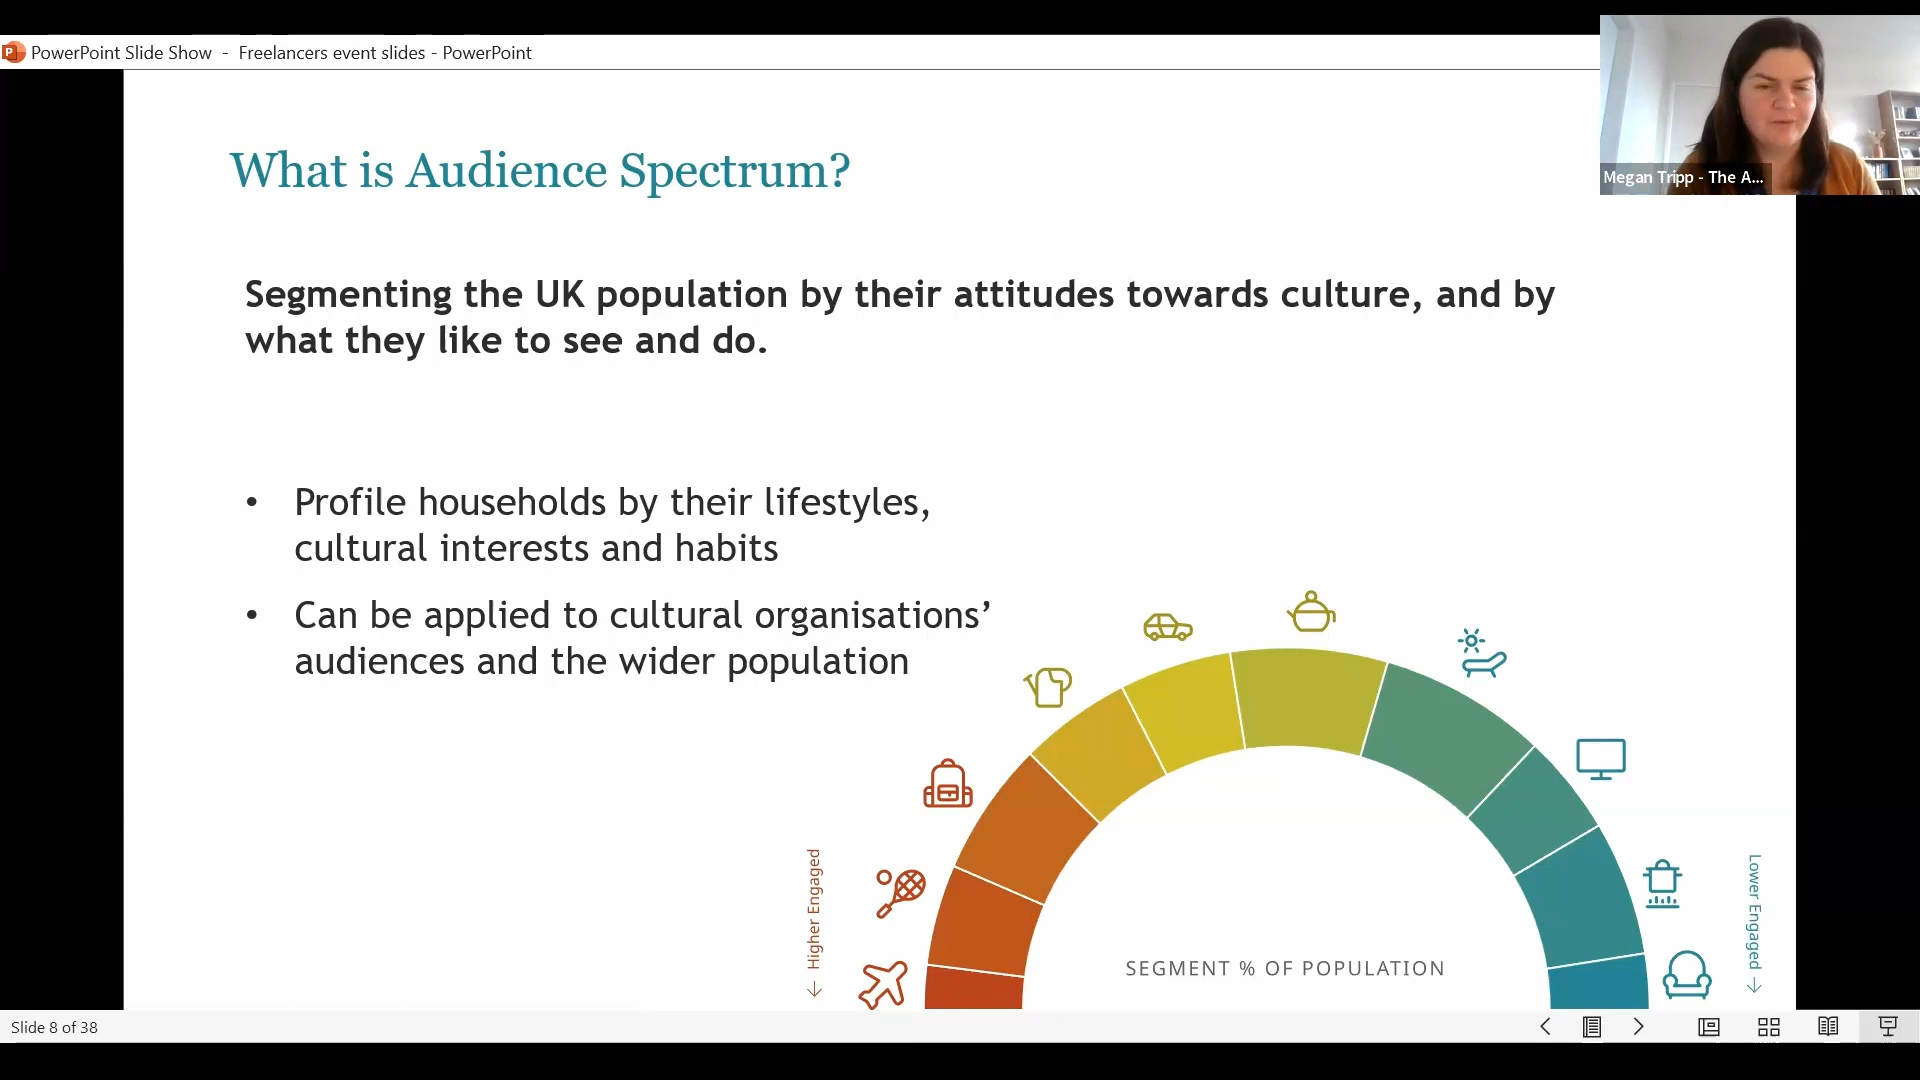 PowerPoint Slide Show - Freelancers event slides - PowerPoint
Megan Tripp - The A...
What is Audience Spectrum?
Segmenting the UK population by their attitudes towards culture, and by
what they like to see and do.
• Profile households by their lifestyles,
cultural interests and habits
• Can be applied to cultural organisations’
audiences and the wider population
← Higher Engaged
Lower Engaged →
SEGMENT % OF POPULATION
Slide 8 of 38